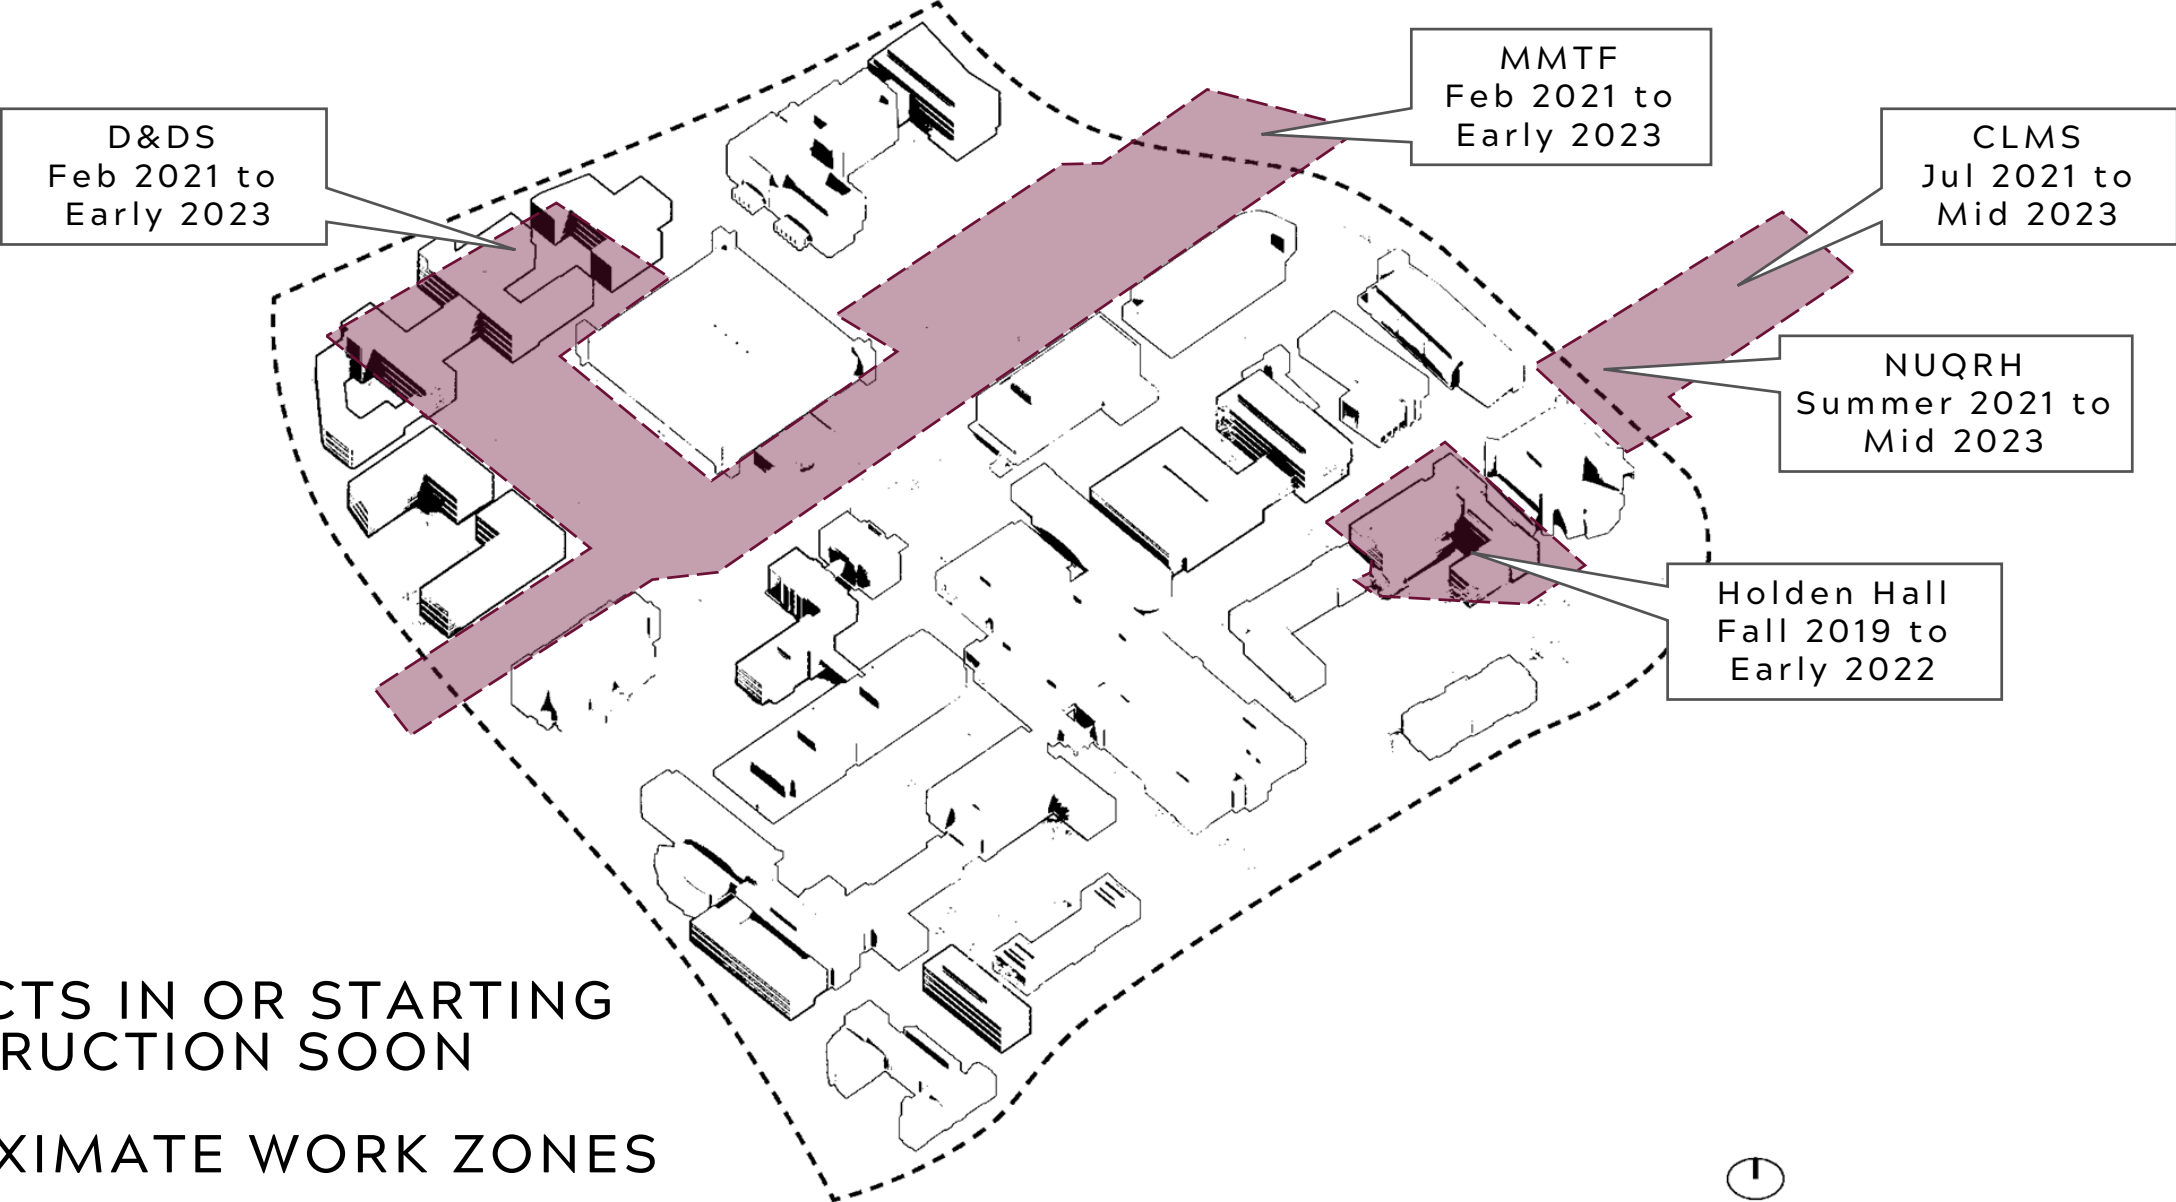 MMTF
Feb 2021 to
Early 2023
D&DS
Feb 2021 to
Early 2023
CLMS
Jul 2021 to
Mid 2023
NUQRH
Summer 2021 to
Mid 2023
Holden Hall
Fall 2019 to
Early 2022
CTS IN OR STARTING
RUCTION SOON
XIMATE WORK ZONES